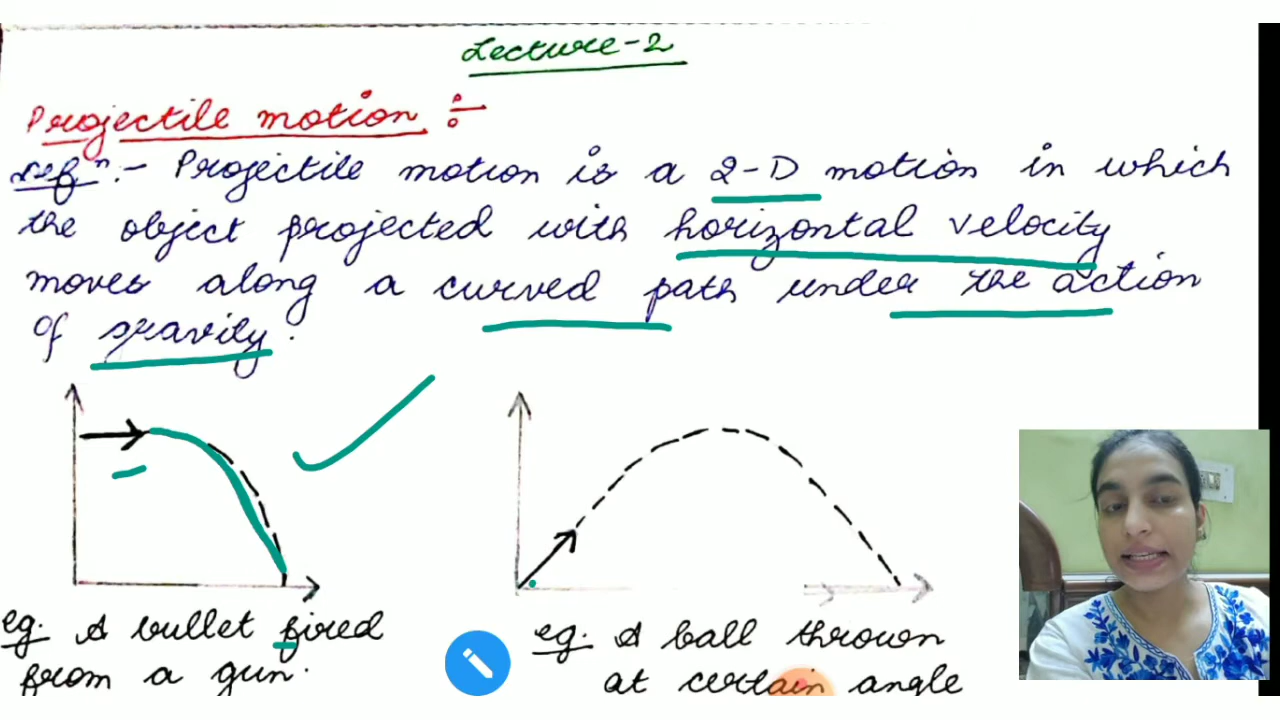 Lecture-2
Projectile motion ÷
Defⁿ:- Projectile motion is a 2-D motion in which
the object projected with horizontal velocity
moves along a curved path under the action
of gravity.
eg. A bullet fired
from a gun.
eg. A ball thrown
at certain angle